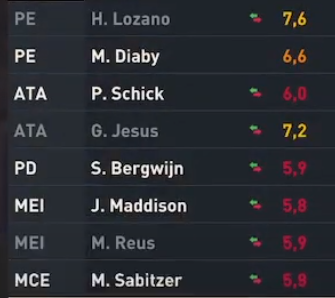 PE H. Lozano 7,6
PE M. Diaby 6,6
ATA P. Schick 6,0
ATA G. Jesus 7,2
PD S. Bergwijn 5,9
MEI J. Maddison 5,8
MEI M. Reus 5,9
MCE M. Sabitzer 5,9